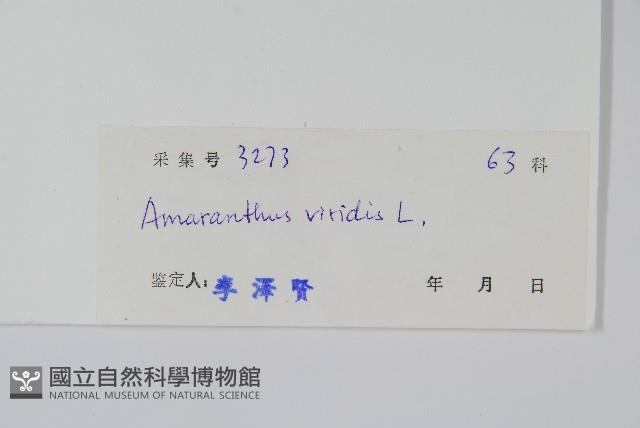 采集号 3273 63 科
Amaranthus viridis L.
鉴定人: 李泽贤 年 月 日
國立自然科學博物館
NATIONAL MUSEUM OF NATURAL SCIENCE